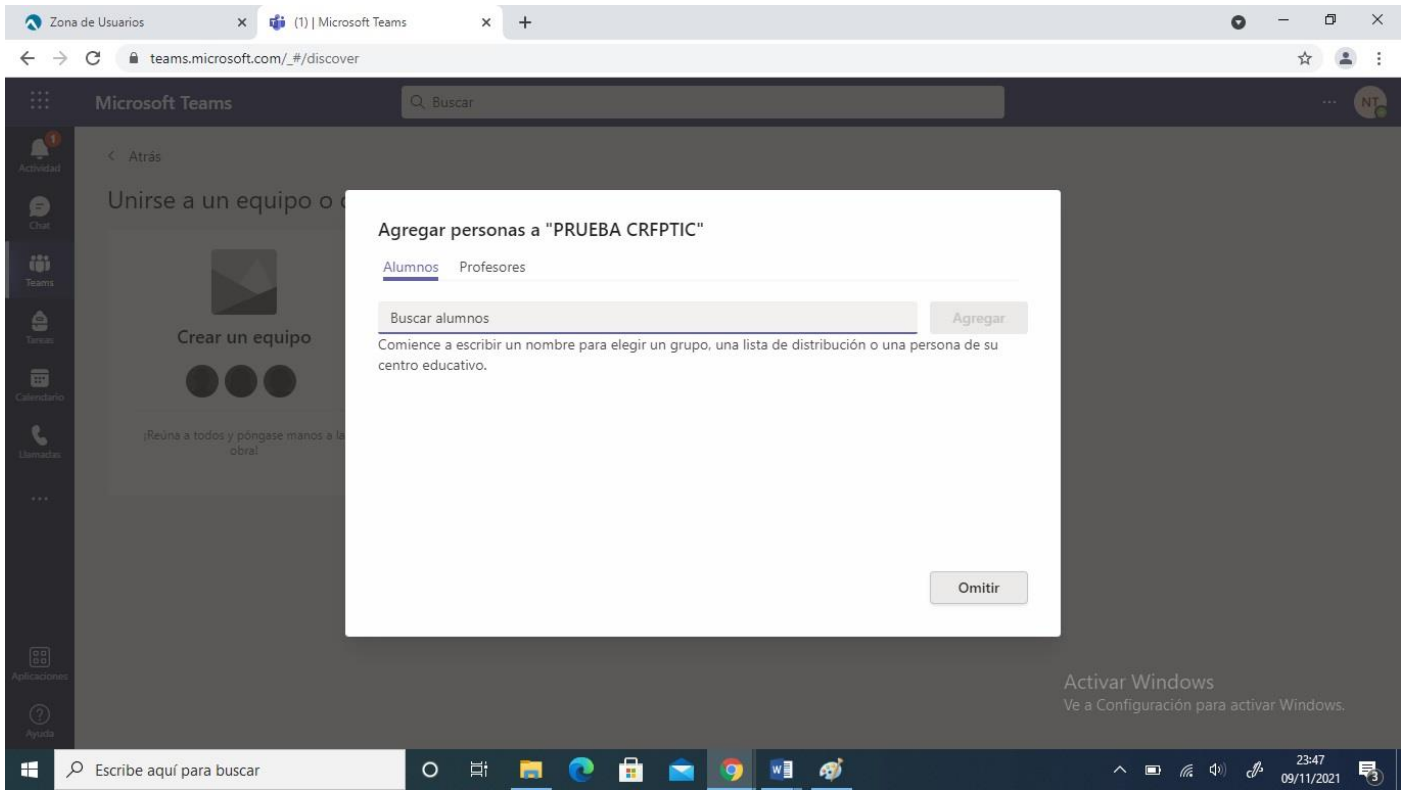 Zona de Usuarios
(1) | Microsoft Teams
teams.microsoft.com/_#/discover
Microsoft Teams
Buscar
NT
1
Actividad
Chat
Teams
Tareas
Calendario
Llamadas
Aplicaciones
Ayuda
< Atrás
Unirse a un equipo o
Crear un equipo
¡Reúna a todos y póngase manos a la
obra!
Agregar personas a "PRUEBA CRFPTIC"
Alumnos Profesores
Buscar alumnos
Agregar
Comience a escribir un nombre para elegir un grupo, una lista de distribución o una persona de su
centro educativo.
Omitir
Activar Windows
Ve a Configuración para activar Windows.
Escribe aquí para buscar
23:47
09/11/2021
3